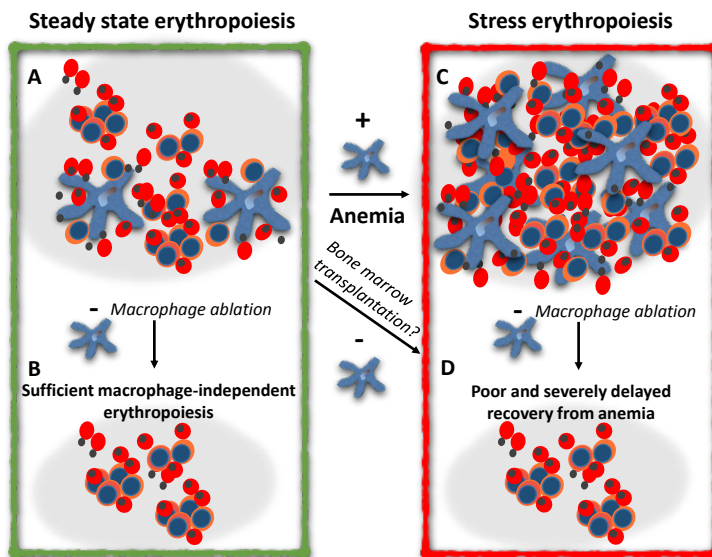 Steady state erythropoiesis
Stress erythropoiesis
A
C
+
Anemia
Bone marrow
transplantation?
-
- Macrophage ablation
B
Sufficient macrophage-independent
erythropoiesis
- Macrophage ablation
D
Poor and severely delayed
recovery from anemia